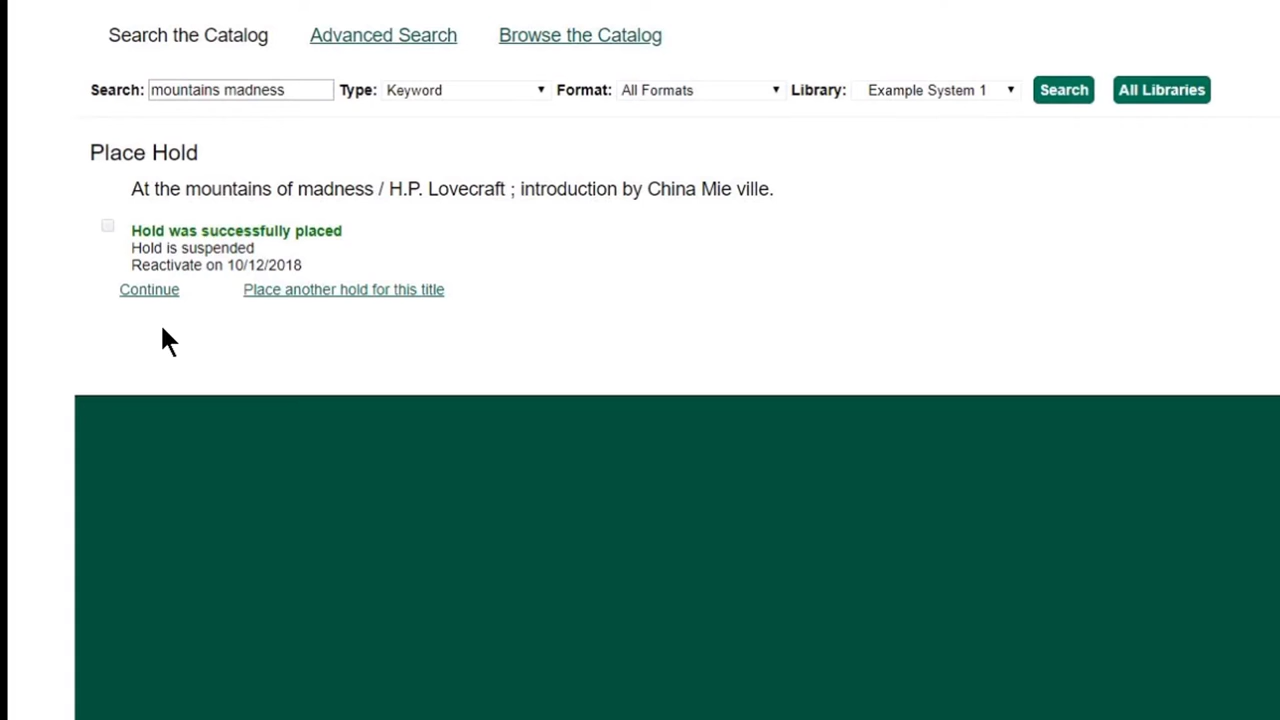 Search the Catalog Advanced Search Browse the Catalog
Search: mountains madness Type: Keyword Format: All Formats Library: Example System 1 Search All Libraries
Place Hold
At the mountains of madness / H.P. Lovecraft ; introduction by China Mie ville.
Hold was successfully placed
Hold is suspended
Reactivate on 10/12/2018
Continue Place another hold for this title